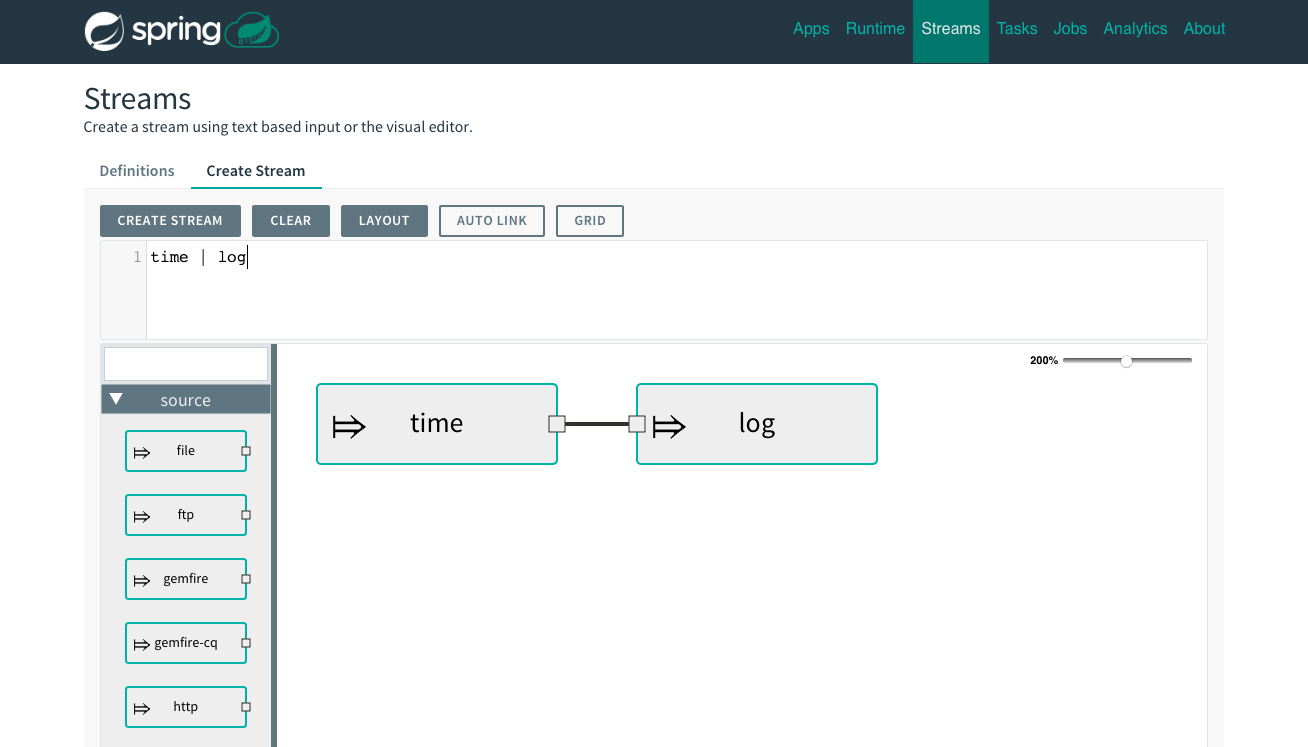 spring
Apps Runtime Streams Tasks Jobs Analytics About
Streams
Create a stream using text based input or the visual editor.
Definitions Create Stream
CREATE STREAM CLEAR LAYOUT AUTO LINK GRID
1 time | log
200%
source
time log
file
ftp
gemfire
gemfire-cq
http